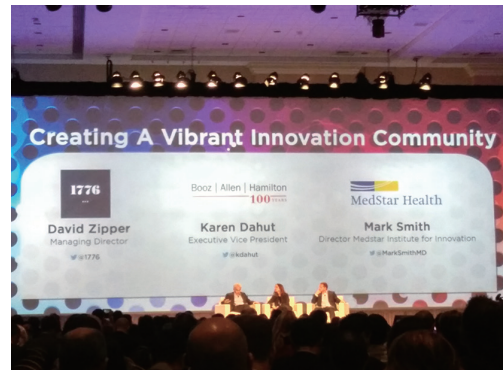 Creating A Vibrant Innovation Community
1776
David Zipper
Managing Director
@1776
Booz | Allen | Hamilton
100 YEARS
Karen Dahut
Executive Vice President
@kdahut
MedStar Health
Mark Smith
Director Medstar Institute for Innovation
@MarkSmithMD